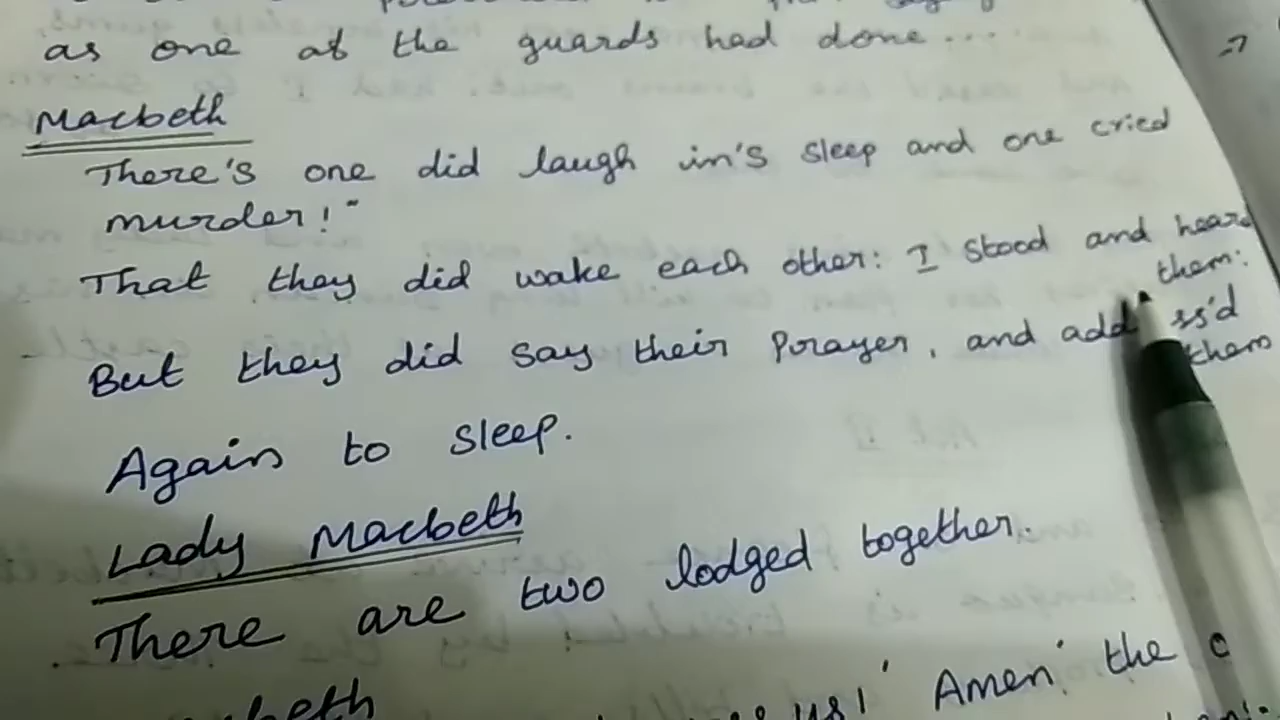 as one of the guards had done....
Macbeth
There's one did laugh in's sleep and one cried
murder!"
That they did wake each other: I stood and heard
them:
But they did say their Prayer, and add ss'd
them
Again to sleep.
Lady Macbeth
There are two lodged together.
' Amen' the